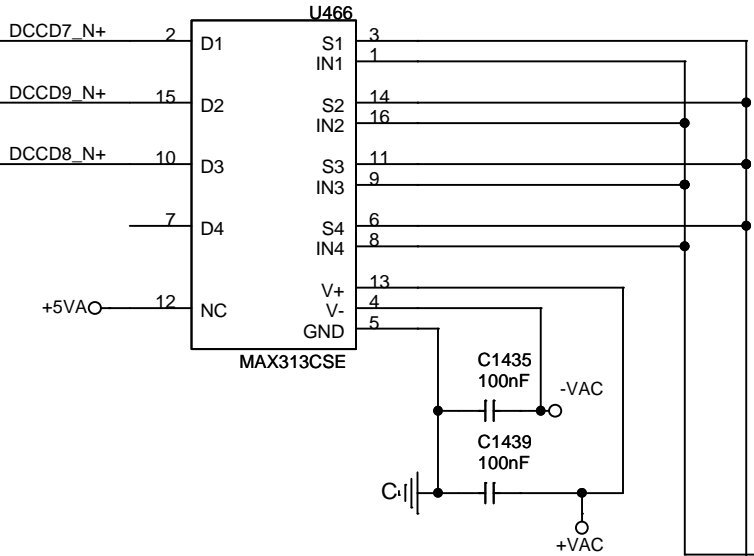 U466
DCCD7_N+ 2 D1 S1 3
IN1 1
DCCD9_N+ 15 D2 S2 14
IN2 16
DCCD8_N+ 10 D3 S3 11
IN3 9
7 D4 S4 6
IN4 8
V+ 13
+5VA 12 NC V- 4
GND 5
MAX313CSE
C1435
100nF
-VAC
C1439
100nF
+VAC